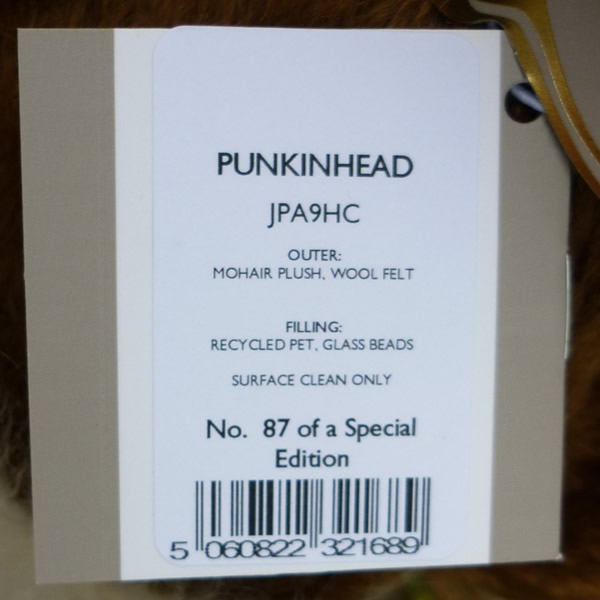 PUNKINHEAD
JPA9HC
OUTER:
MOHAIR PLUSH, WOOL FELT
FILLING:
RECYCLED PET, GLASS BEADS
SURFACE CLEAN ONLY
No. 87 of a Special
Edition
5 060822 321689